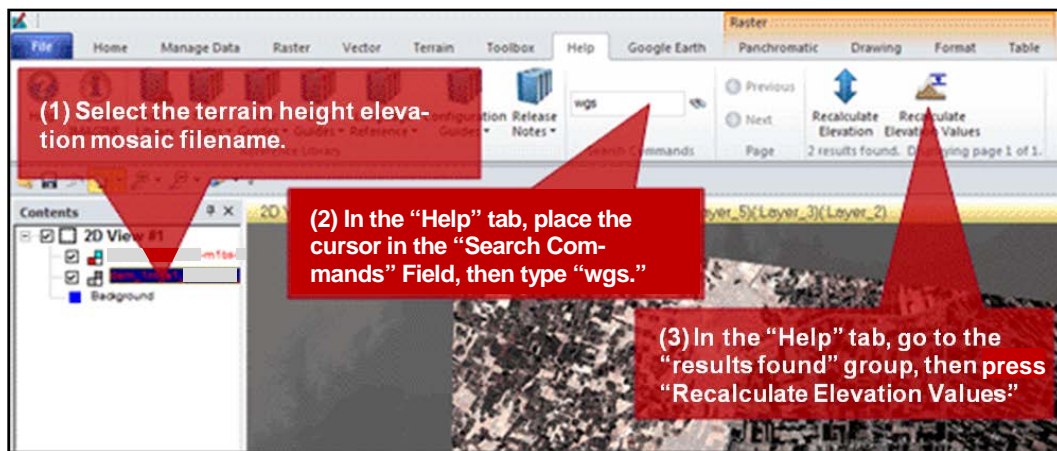 Raster
File Home Manage Data Raster Vector Terrain Toolbox Help Google Earth Panchromatic Drawing Format Table
(1) Select the terrain height eleva-
tion mosaic filename.
Release
Notes
wgs
Search Commands
Previous
Next
Page
Recalculate
Elevation
Recalculate
Elevation Values
2 results found. Displaying page 1 of 1.
Contents
2D View #1
Background
(2) In the “Help” tab, place the
cursor in the “Search Com-
mands” Field, then type “wgs.”
Layer_5)(:Layer_3)(:Layer_2)
(3) In the “Help” tab, go to the
“results found” group, then press
“Recalculate Elevation Values”